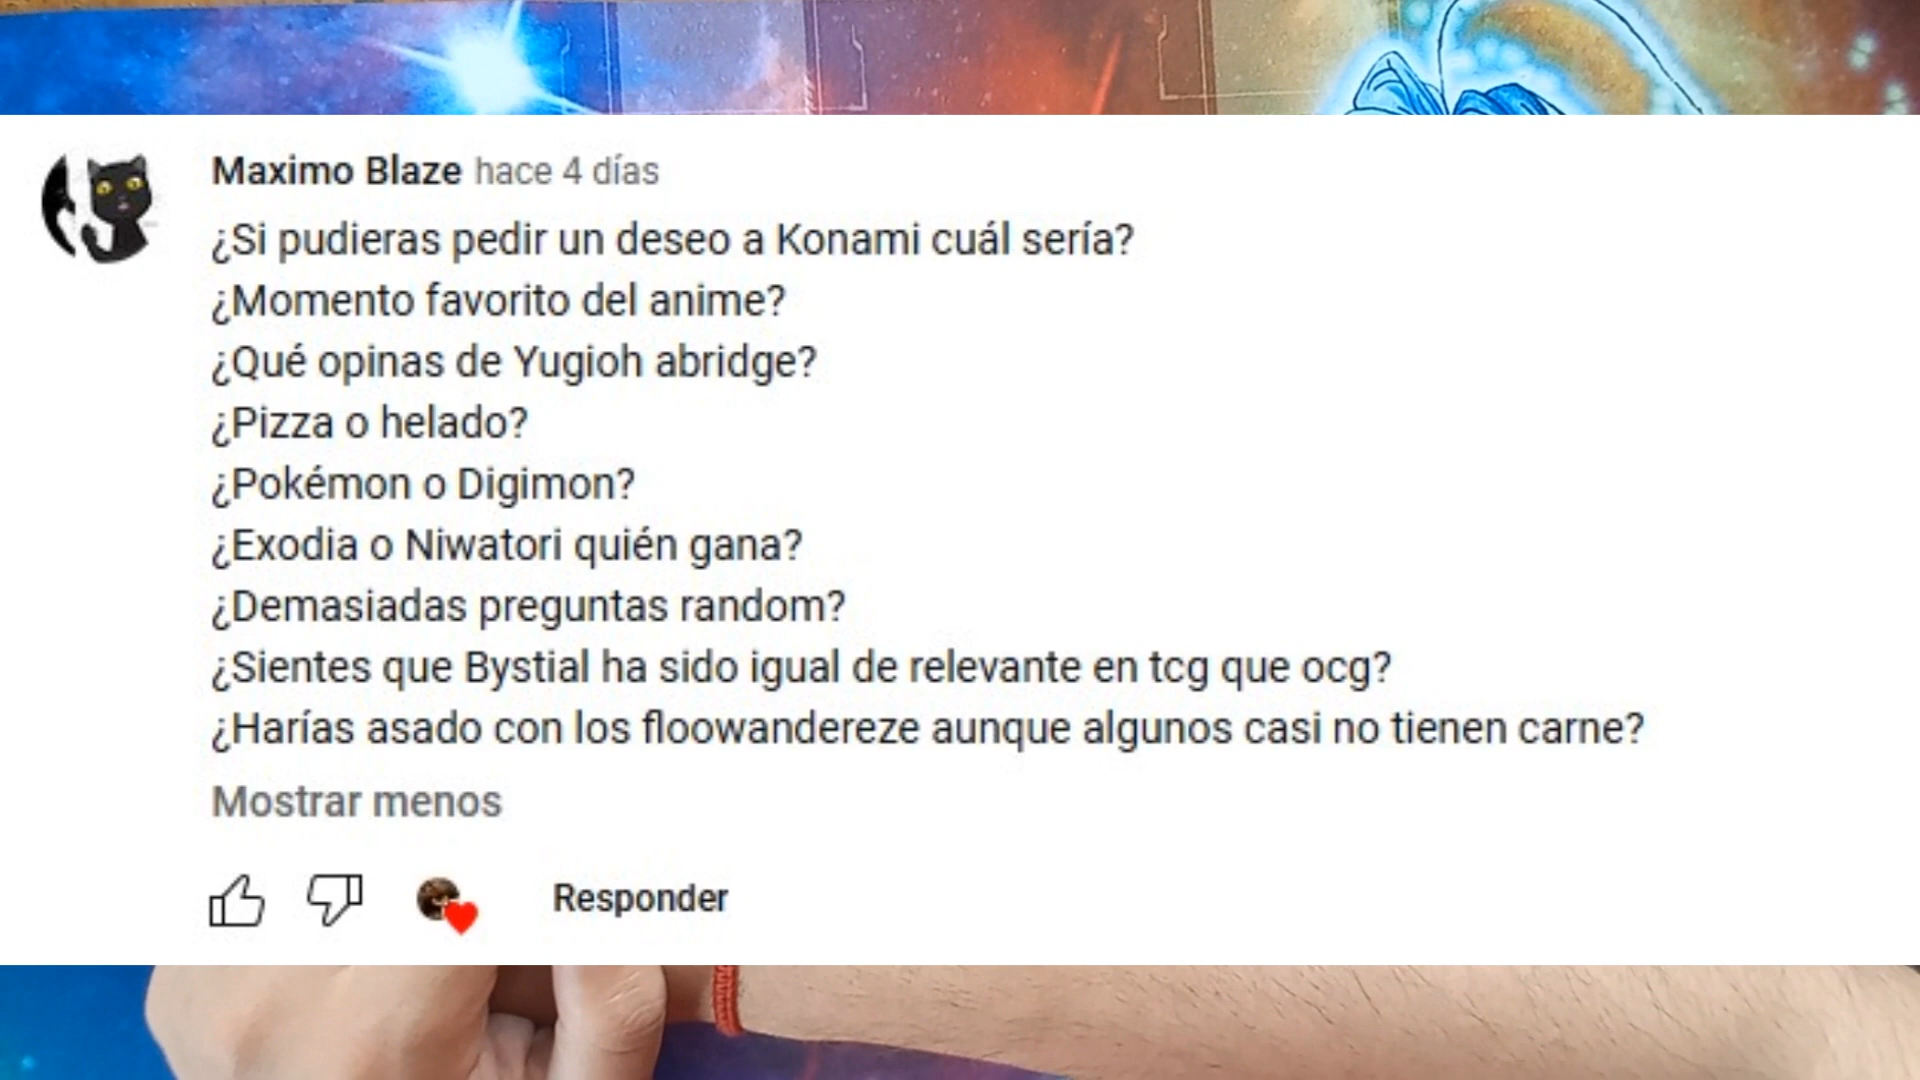 Maximo Blaze hace 4 días
¿Si pudieras pedir un deseo a Konami cuál sería?
¿Momento favorito del anime?
¿Qué opinas de Yugioh abridge?
¿Pizza o helado?
¿Pokémon o Digimon?
¿Exodia o Niwatori quién gana?
¿Demasiadas preguntas random?
¿Sientes que Bystial ha sido igual de relevante en tcg que ocg?
¿Harías asado con los floowandereze aunque algunos casi no tienen carne?
Mostrar menos
Responder